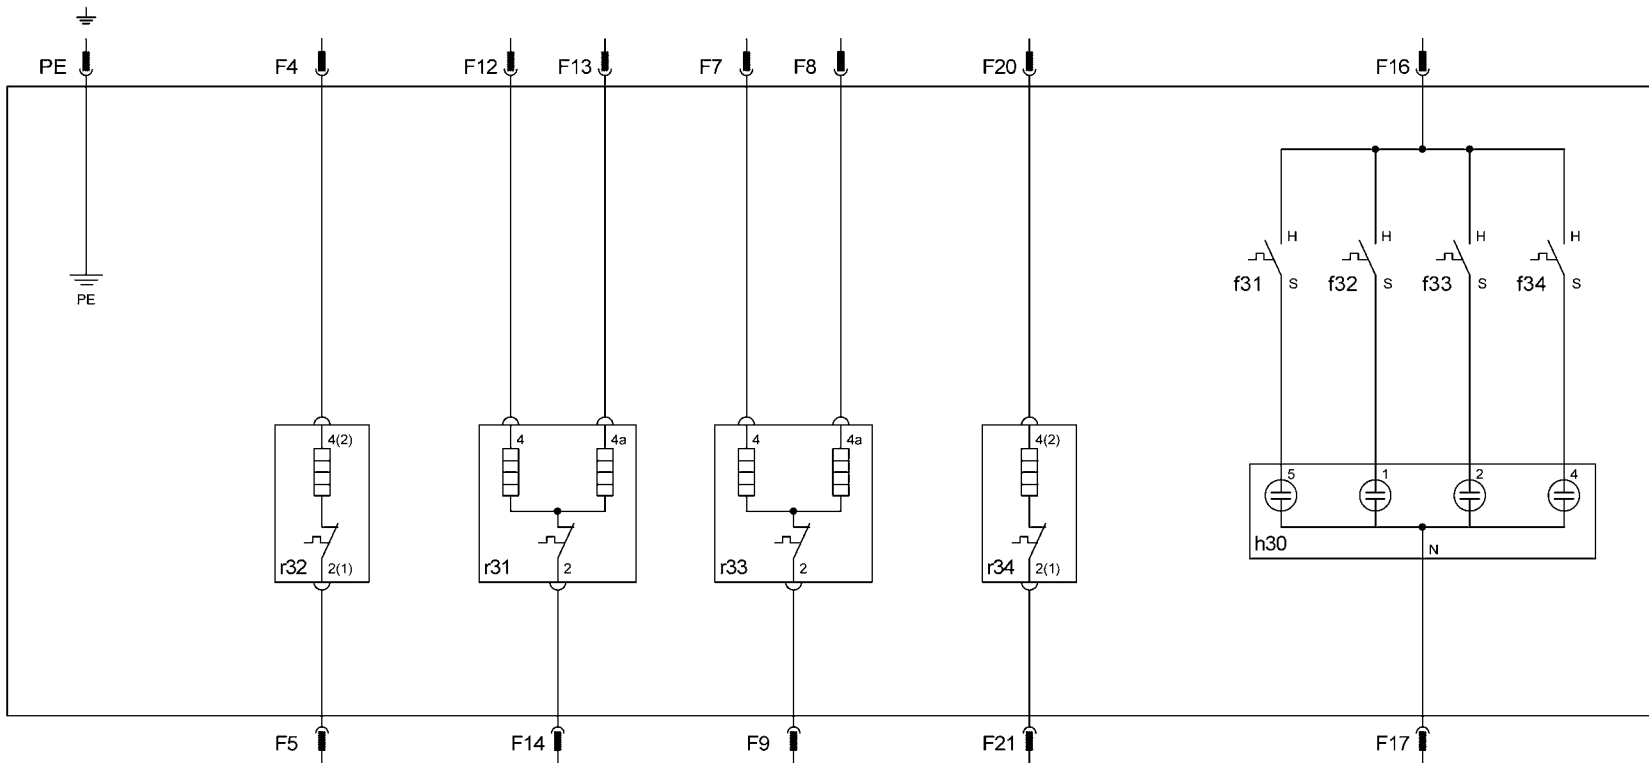 PE F4 F12 F13 F7 F8 F20 F16
H H H H
f31 S f32 S f33 S f34 S
PE
4(2) 4 4a 4 4a 4(2)
5 1 2 4
h30 N
r32 2(1) r31 2 r33 2 r34 2(1)
F5 F14 F9 F21 F17